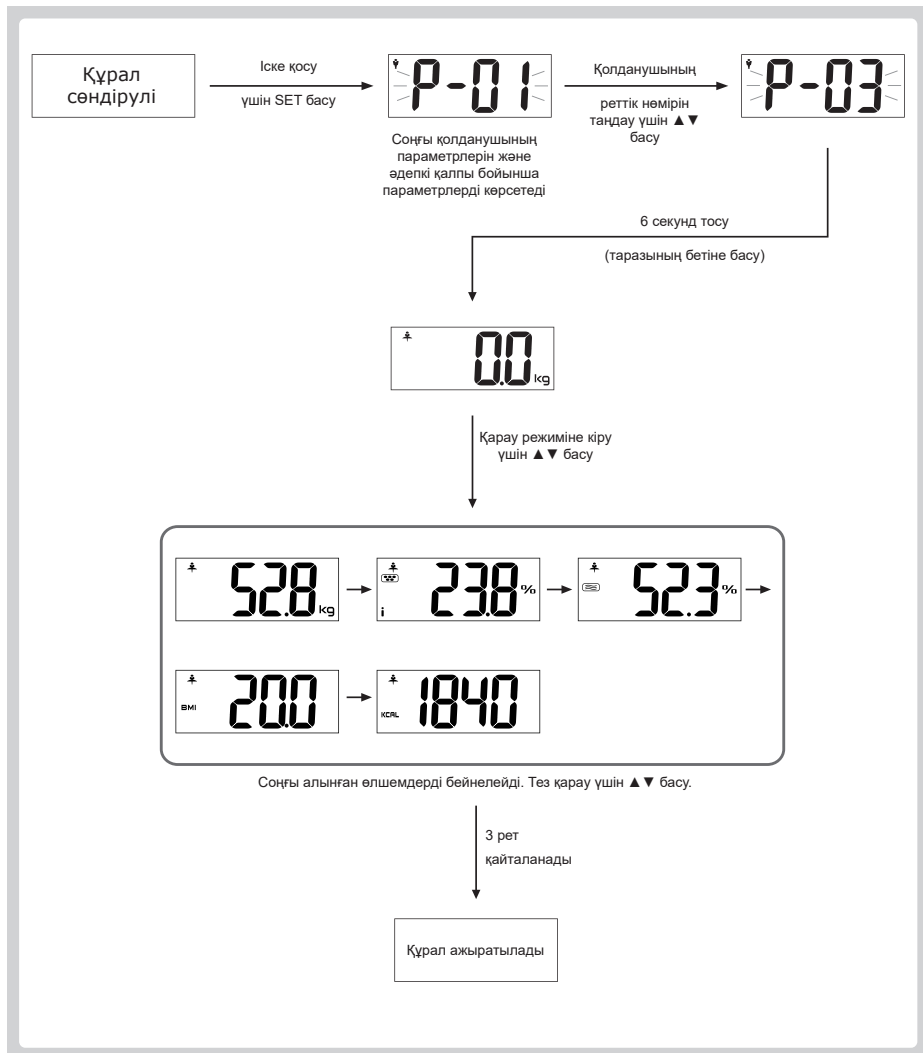 Құрал
сөндірулі
Іске қосу
үшін SET басу
P-01
Соңғы қолданушының
параметрлерін және
әдепкі қалпы бойынша
параметрлерді көрсетеді
Қолданушының
реттік нөмірін
таңдау үшін ▲▼
басу
P-03
6 секунд тосу
(таразының бетіне басу)
0.0 kg
Қарау режиміне кіру
үшін ▲▼ басу
52.8 kg
i 23.8 %
52.3 %
BMI 20.0
KCAL 1840
Соңғы алынған өлшемдерді бейнелейді. Тез қарау үшін ▲▼ басу.
3 рет
қайталанады
Құрал ажыратылады